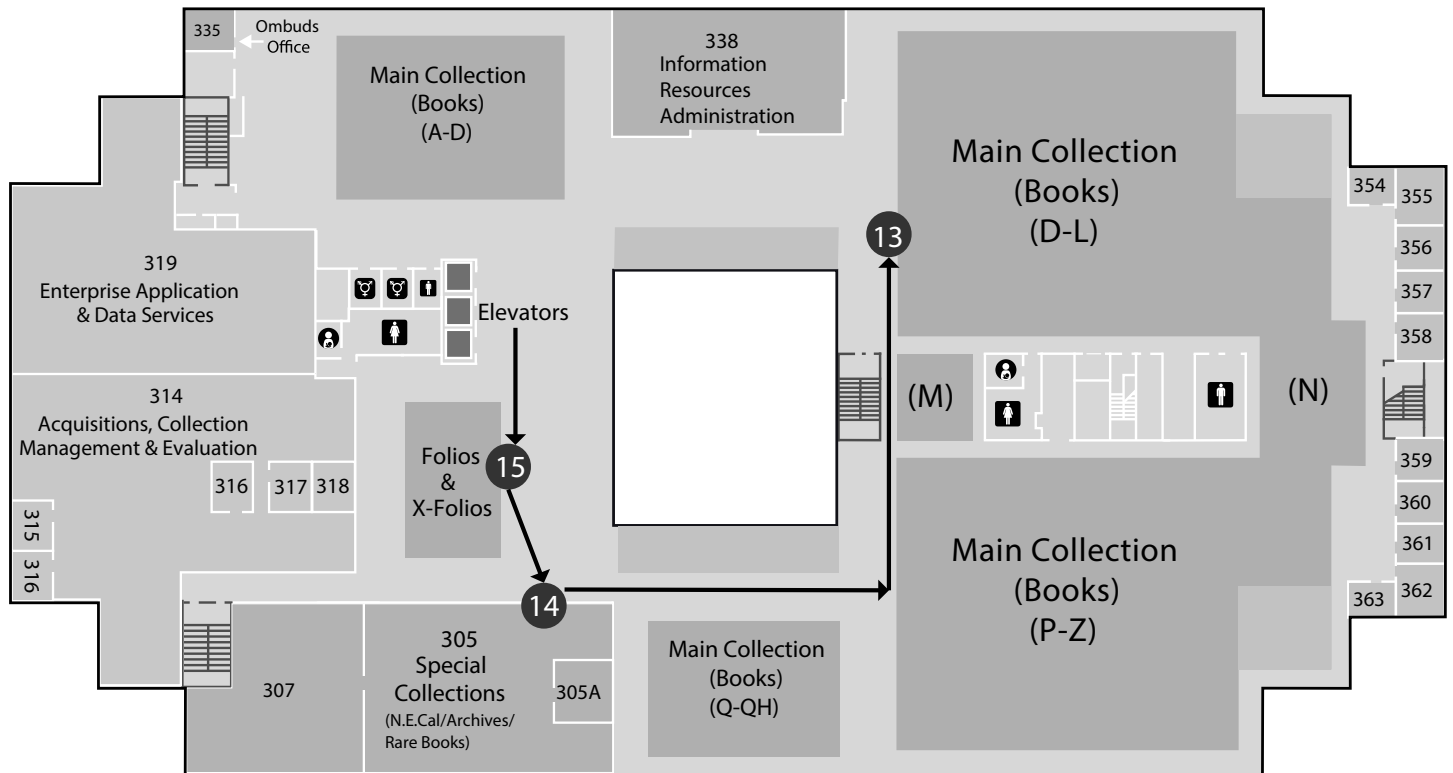 335
Ombuds
Office
Main Collection
(Books)
(A-D)
338
Information
Resources
Administration
Main Collection
(Books)
(D-L)
354
355
356
357
358
13
319
Enterprise Application
& Data Services
Elevators
314
Acquisitions, Collection
Management & Evaluation
316
317
318
315
316
Folios
&
X-Folios
15
14
(M)
(N)
359
360
361
362
363
Main Collection
(Books)
(P-Z)
307
305
Special
Collections
(N.E.Cal/Archives/
Rare Books)
305A
Main Collection
(Books)
(Q-QH)